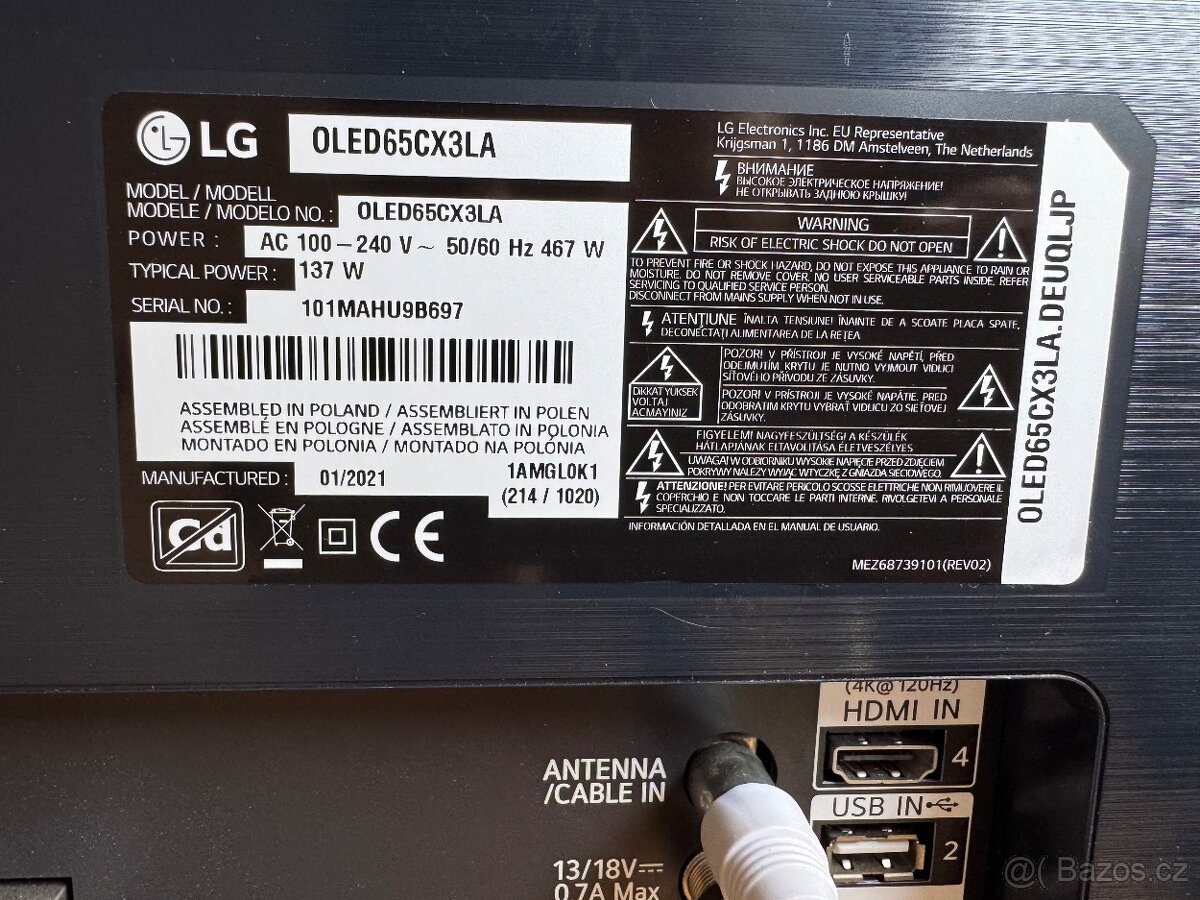 LG
OLED65CX3LA
MODEL / MODELL
MODELE / MODELO NO. : OLED65CX3LA
POWER : AC 100 – 240 V ~ 50/60 Hz 467 W
TYPICAL POWER : 137 W
SERIAL NO. : 101MAHU9B697
ASSEMBLED IN POLAND / ASSEMBLIERT IN POLEN
ASSEMBLÉ EN POLOGNE / ASSEMBLATO IN POLONIA
MONTADO EN POLONIA / MONTADO NA POLÓNIA
MANUFACTURED : 01/2021
1AMGL0K1
(214 / 1020)
Cd
CE
LG Electronics Inc. EU Representative
Krijgsman 1, 1186 DM Amstelveen, The Netherlands
ВНИМАНИЕ
ВЫСОКОЕ ЭЛЕКТРИЧЕСКОЕ НАПРЯЖЕНИЕ!
НЕ ОТКРЫВАТЬ ЗАДНЮЮ КРЫШКУ!
WARNING
RISK OF ELECTRIC SHOCK DO NOT OPEN
TO PREVENT FIRE OR SHOCK HAZARD, DO NOT EXPOSE THIS APPLIANCE TO RAIN OR
MOISTURE. DO NOT REMOVE COVER. NO USER SERVICEABLE PARTS INSIDE. REFER
SERVICING TO QUALIFIED SERVICE PERSON.
DISCONNECT FROM MAINS SUPPLY WHEN NOT IN USE.
ATENȚIUNE ÎNALTA TENSIUNE! ÎNAINTE DE A SCOATE PLACA SPATE,
DECONECTAȚI ALIMENTAREA DE LA REȚEA
DİKKAT YUKSEK
VOLTAJ
ACMAYINIZ
POZOR! V PŘÍSTROJI JE VYSOKÉ NAPĚTÍ, PŘED
ODEJMUTÍM KRYTU JE NUTNO VYJMOUT VIDLICI
SÍŤOVÉHO PŘÍVODU ZE ZÁSUVKY.
POZOR! V PRÍSTROJI JE VYSOKÉ NAPÄTIE. PRED
ODOBRATIM KRYTU VYBRAŤ VIDLICU ZO SIEŤOVEJ
ZÁSUVKY.
FIGYELEM! NAGYFESZÜLTSÉG! A KÉSZÜLÉK
HÁTLAPJÁNAK ELTAVOLÍTÁSA ÉLETVESZÉLYES
UWAGA! W ODBIORNIKU WYSOKIE NAPIĘCIE PRZED ZDJĘCIEM
POKRYWY NALEŻY WYJĄĆ WTYCZKĘ Z GNIAZDA SIECIOWEGO.
ATTENZIONE! PER EVITARE PERICOLO SCOSSE ELETTRICHE NON RIMUOVERE IL
COPERCHIO E NON TOCCARE LE PARTI INTERNE. RIVOLGETEVI A PERSONALE
SPECIALIZZATO.
INFORMACIÓN DETALLADA EN EL MANUAL DE USUARIO.
MEZ68739101(REV02)
OLED65CX3LA.DEUQLJP
(4K@120Hz)
HDMI IN
4
ANTENNA
/CABLE IN
USB IN
2
13/18V
0.7A Max
@( Bazos.cz